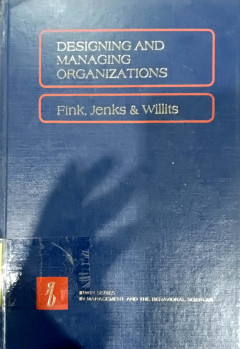 DESIGNING AND
MANAGING
ORGANIZATIONS
Fink, Jenks & Willits
IRWIN SERIES
IN MANAGEMENT AND THE BEHAVIORAL SCIENCES